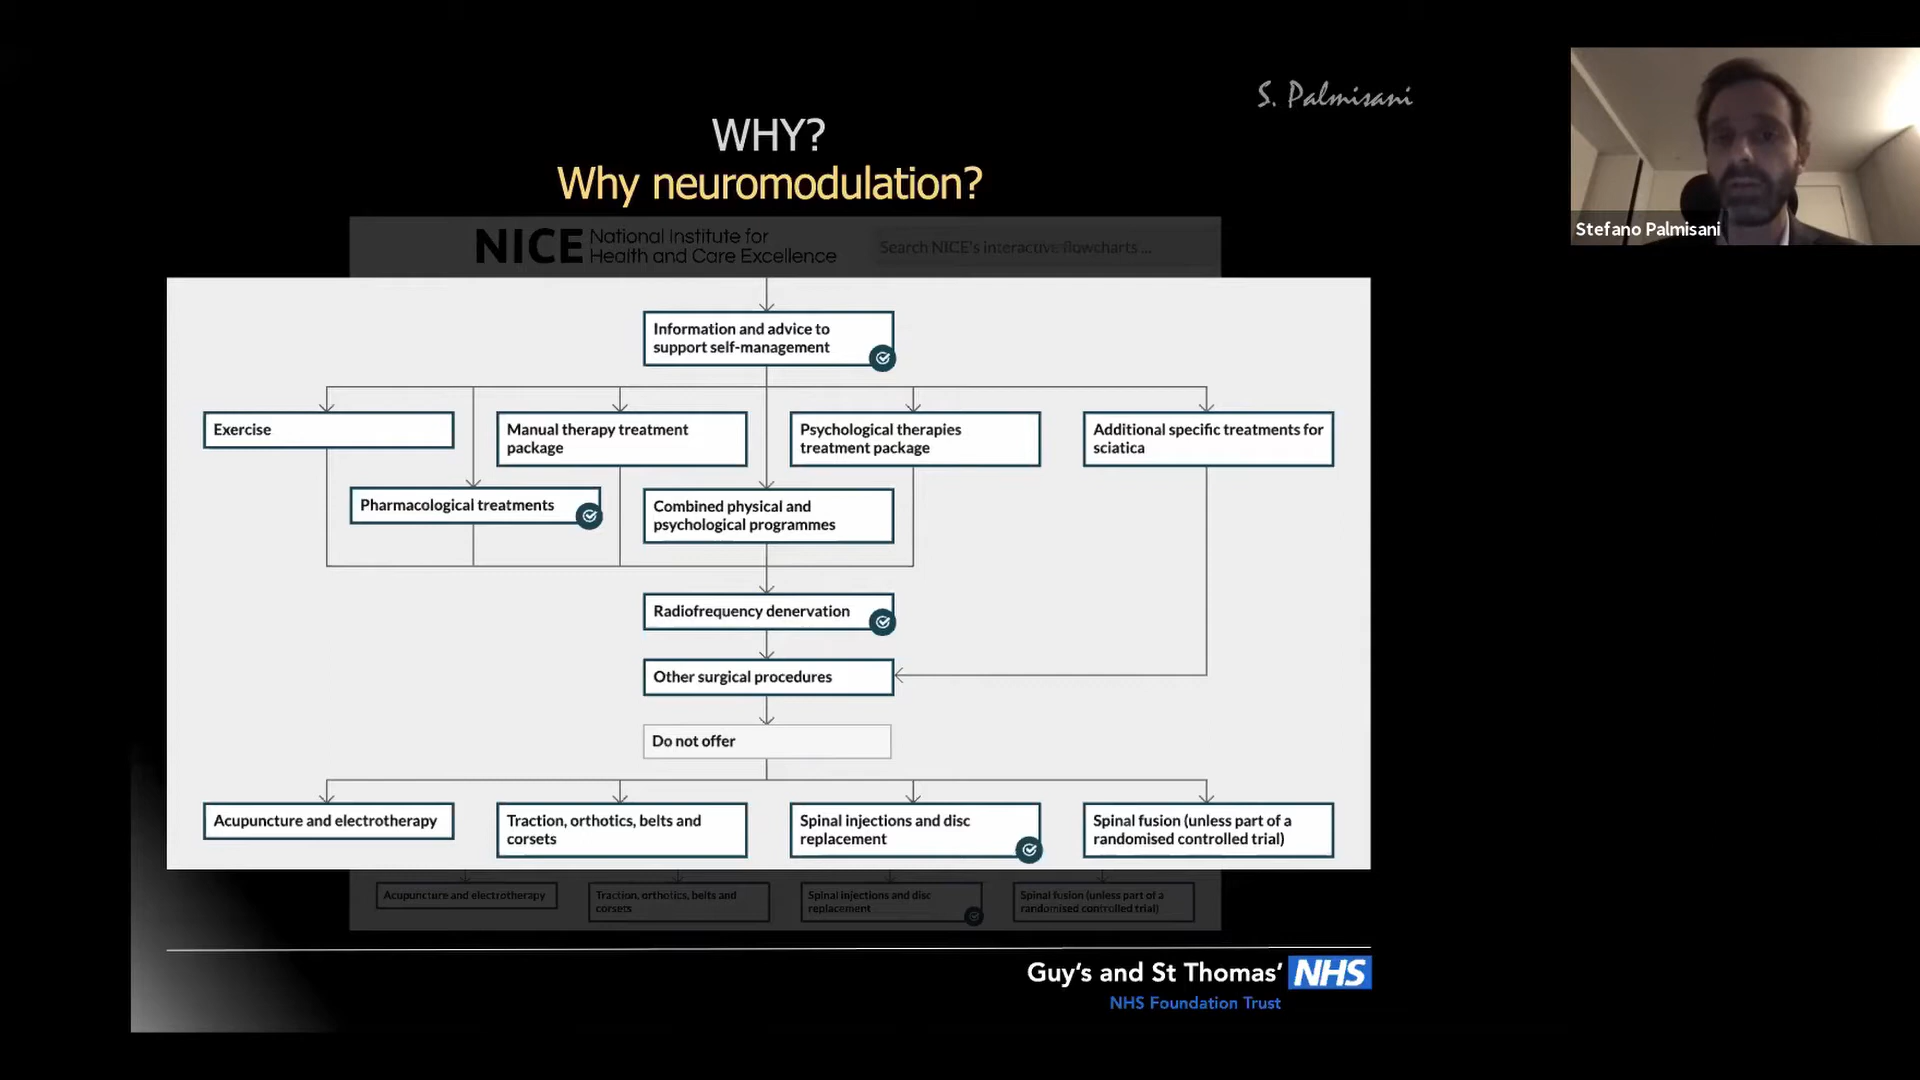 S. Palmisani
WHY?
Why neuromodulation?
Stefano Palmisani
NICE National Institute for
Health and Care Excellence
Search NICE's interactive flowcharts ...
Information and advice to
support self-management
Exercise
Manual therapy treatment
package
Psychological therapies
treatment package
Additional specific treatments for
sciatica
Pharmacological treatments
Combined physical and
psychological programmes
Radiofrequency denervation
Other surgical procedures
Do not offer
Acupuncture and electrotherapy
Traction, orthotics, belts and
corsets
Spinal injections and disc
replacement
Spinal fusion (unless part of a
randomised controlled trial)
Acupuncture and electrotherapy
Traction, orthotics, belts and
corsets
Spinal injections and disc
replacement
Spinal fusion (unless part of a
randomised controlled trial)
Guy's and St Thomas' NHS
NHS Foundation Trust